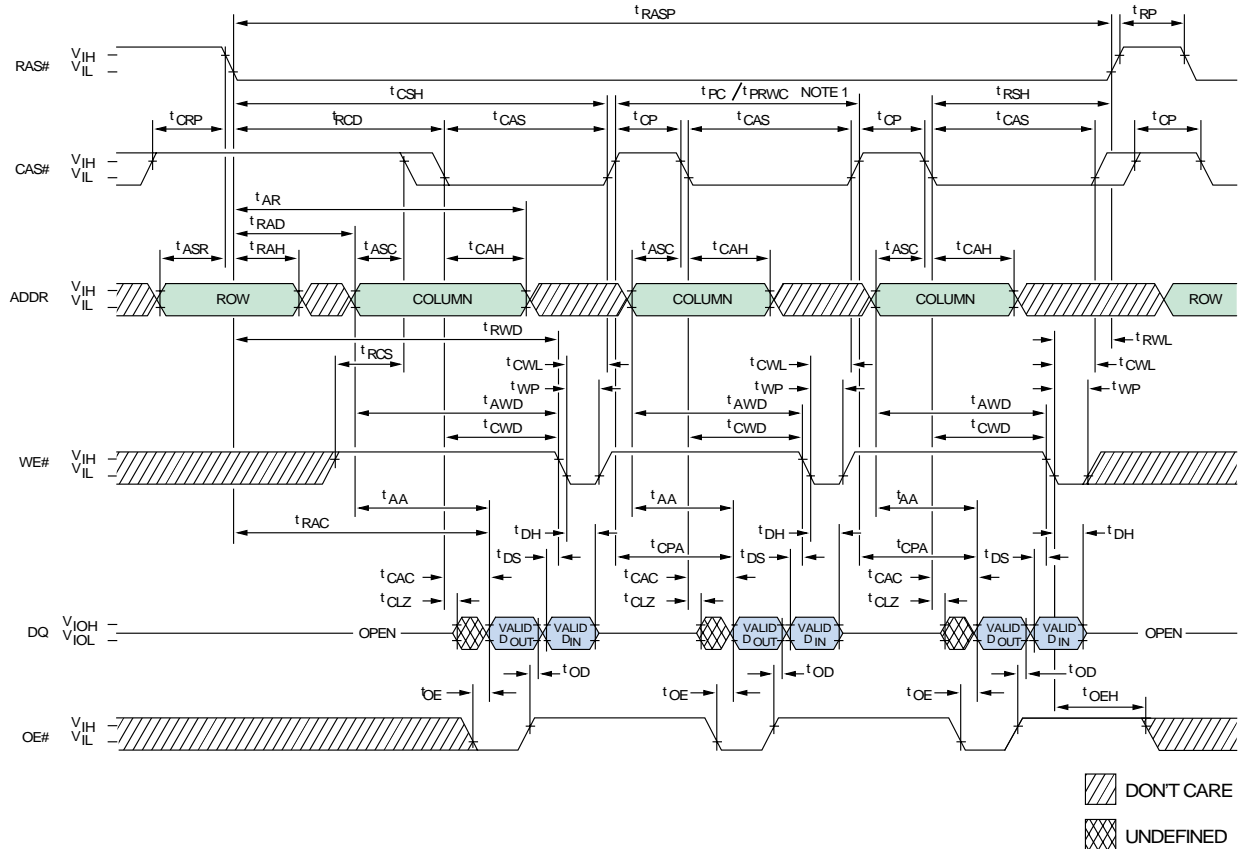 tRASP tRP
RAS# VIH
VIL
tCSH tPC / tPRWC NOTE 1 tRSH
tCRP tRCD tCAS tCP tCAS tCP tCAS tCP
CAS# VIH
VIL
tAR
tRAD
tASR tRAH tASC tCAH tASC tCAH tASC tCAH
ADDR VIH
VIL
ROW COLUMN COLUMN COLUMN ROW
tRWD tRWL
tRCS tCWL tCWL tCWL
tWP tWP tWP
tAWD tAWD tAWD
tCWD tCWD tCWD
WE# VIH
VIL
tAA tAA tAA
tRAC tDH tDH tDH
tCPA tCPA
tDS tDS tDS
tCAC tCAC tCAC
tCLZ tCLZ tCLZ
DQ VIOH
VIOL
OPEN VALID DOUT VALID DIN VALID DOUT VALID DIN VALID DOUT VALID DIN OPEN
tOD tOD tOD
tOE tOE tOE
tOEH
OE# VIH
VIL
DON'T CARE
UNDEFINED